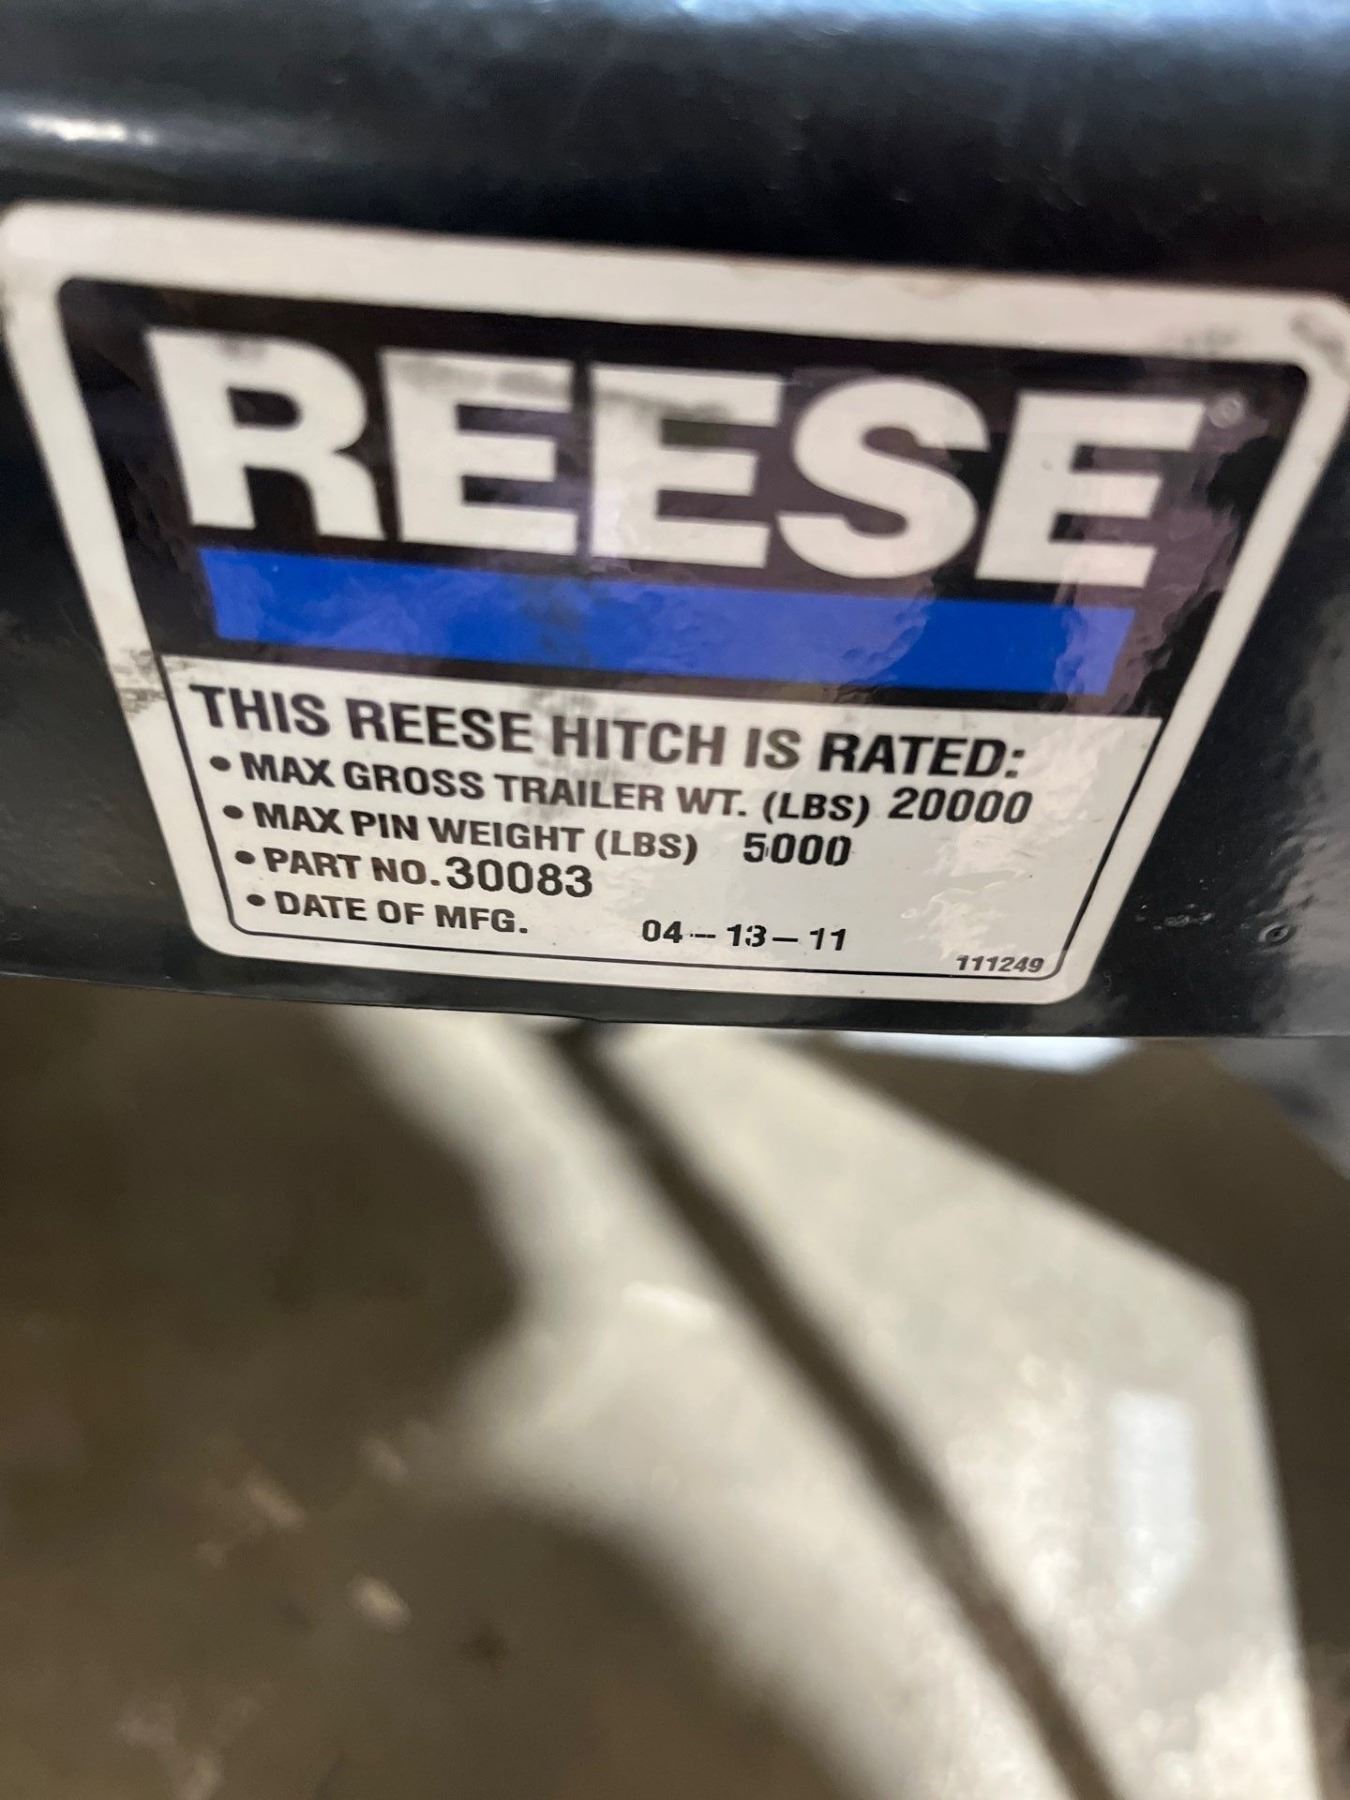 REESE
THIS REESE HITCH IS RATED:
• MAX GROSS TRAILER WT. (LBS) 20000
• MAX PIN WEIGHT (LBS) 5000
• PART NO. 30083
• DATE OF MFG. 04-13-11
111249